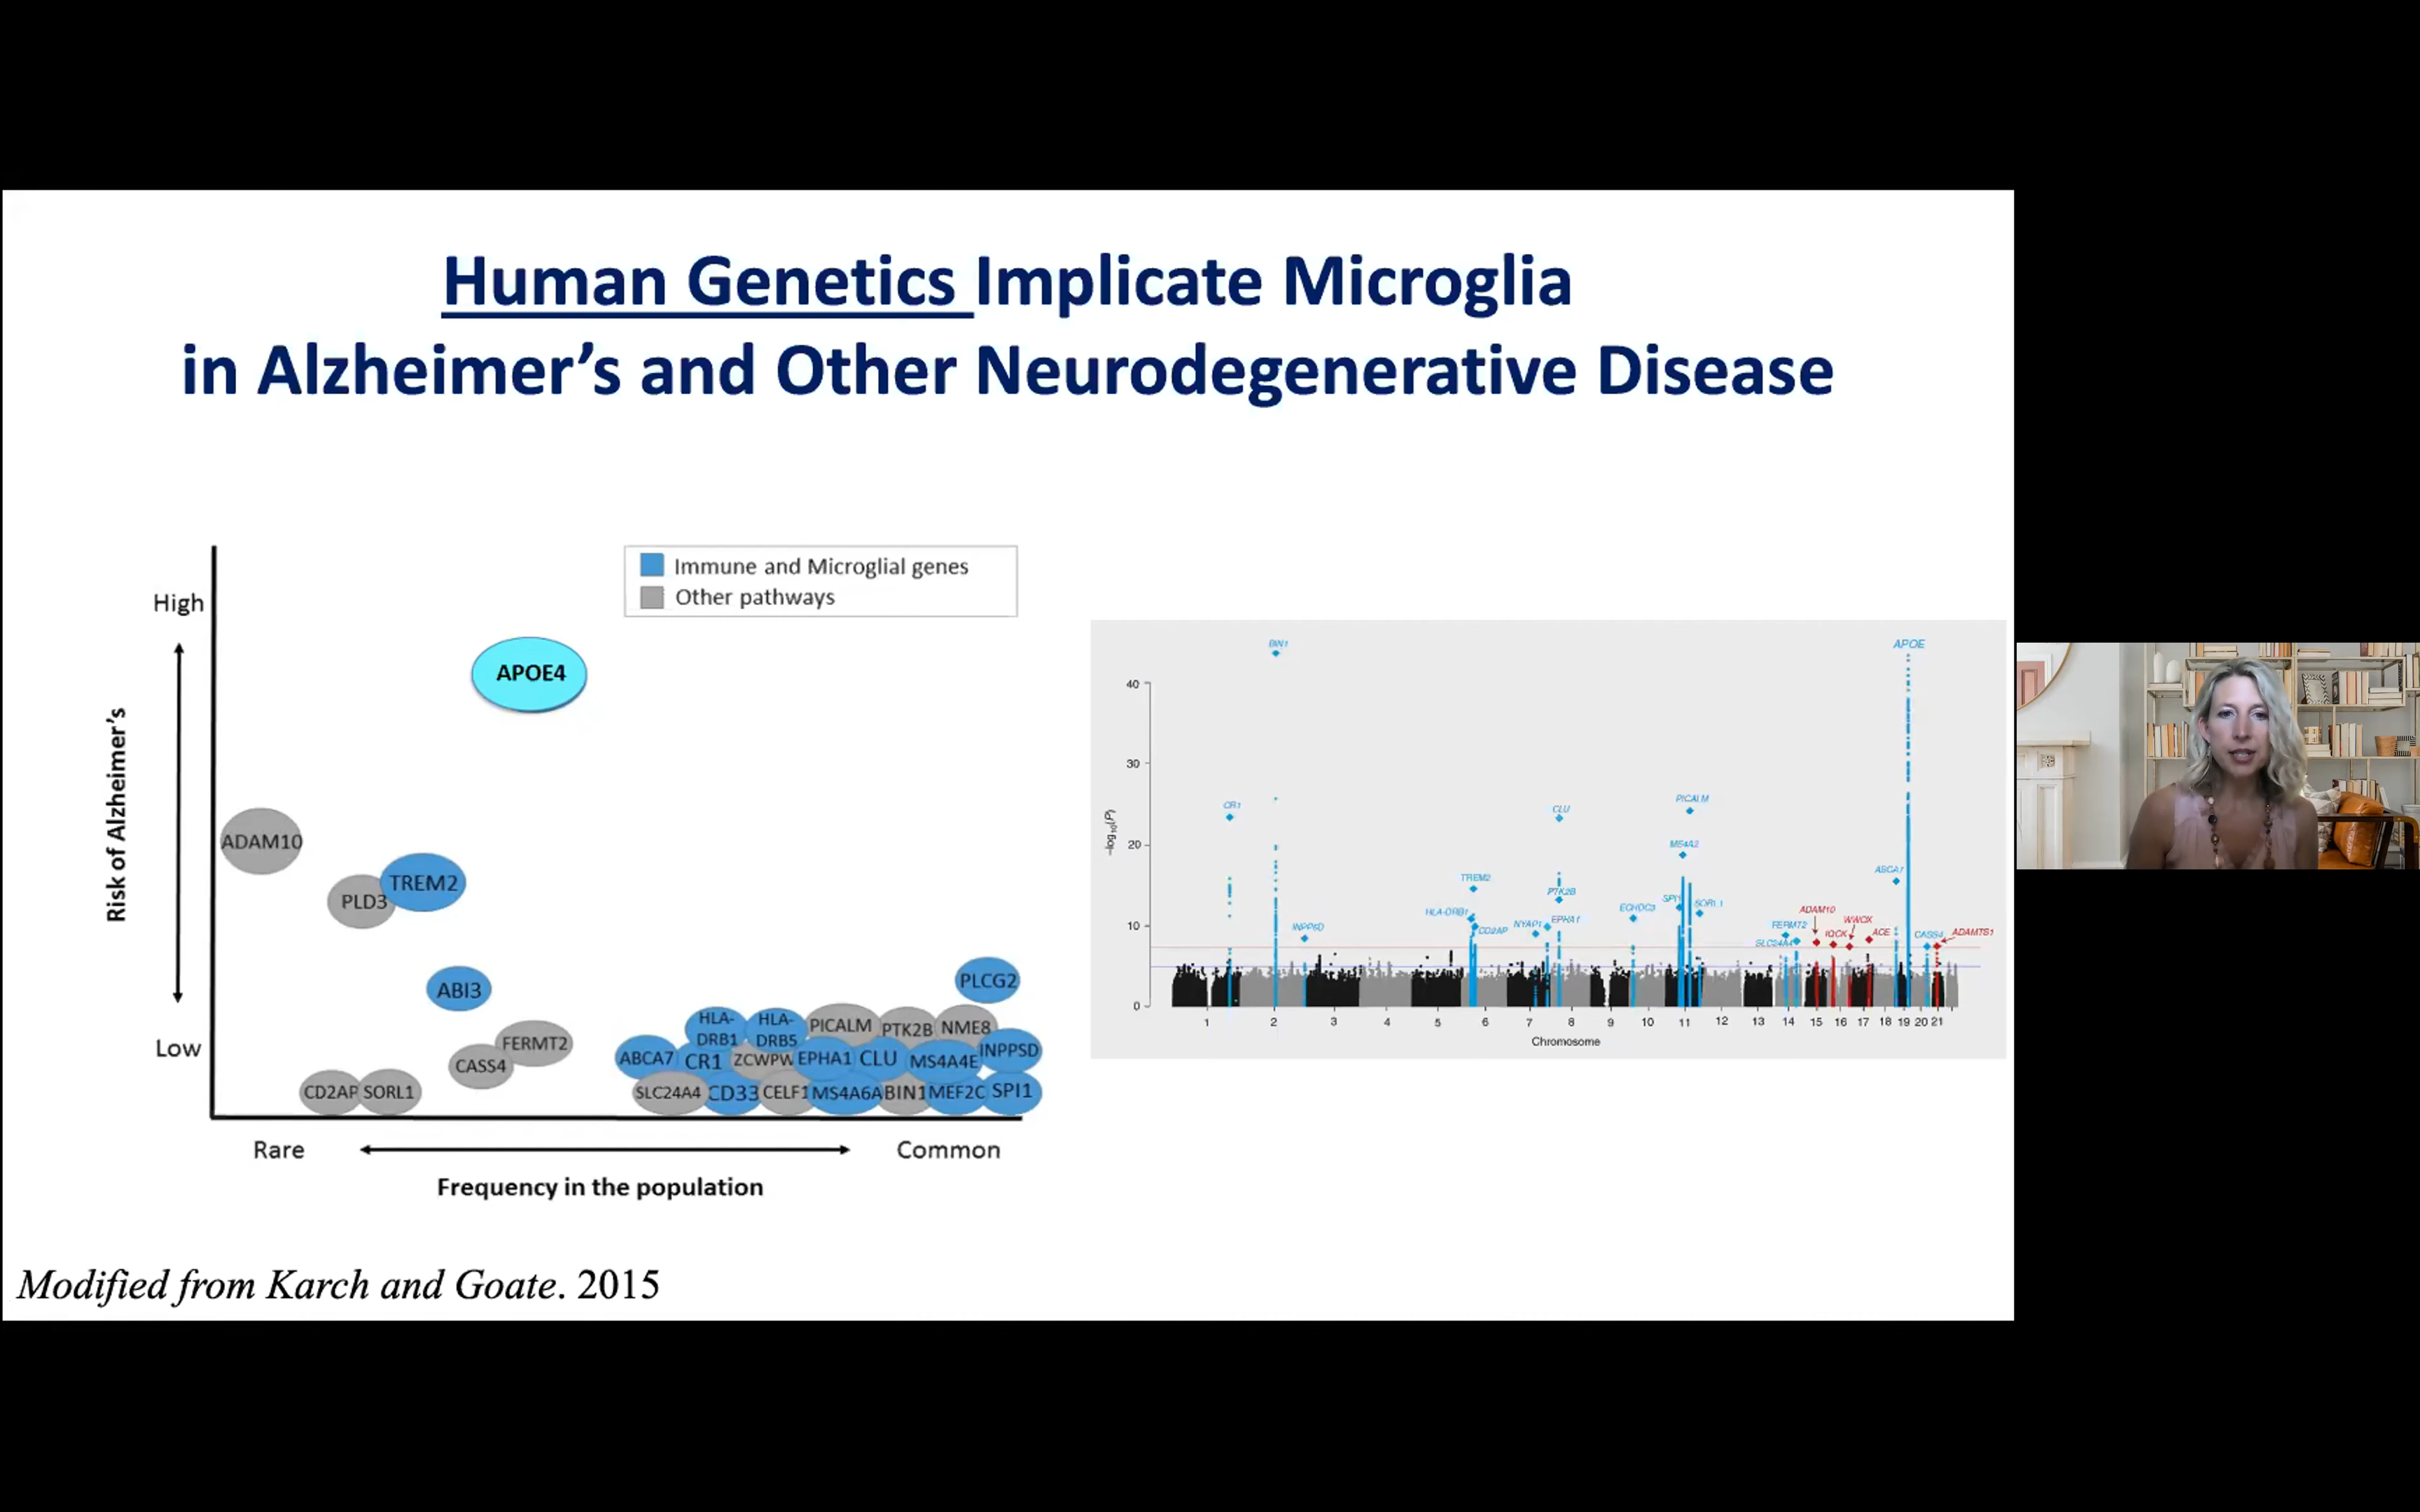 Human Genetics Implicate Microglia
in Alzheimer’s and Other Neurodegenerative Disease
Immune and Microglial genes
Other pathways
High
Risk of Alzheimer’s
Low
APOE4
ADAM10
TREM2
PLD3
ABI3
PLCG2
FERMT2
CASS4
CD2AP
SORL1
HLA-
DRB1
HLA-
DRB5
PICALM
PTK2B
NME8
ABCA7
CR1
ZCWPW
EPHA1
CLU
MS4A4E
INPPSD
SLC24A4
CD33
CELF1
MS4A6A
BIN1
MEF2C
SPI1
Rare
Common
Frequency in the population
Modified from Karch and Goate. 2015
BIN1
APOE
40
30
20
10
0
–log10(P)
CR1
CLU
PICALM
MS4A2
ABCA7
TREM2
PTK2B
HLA-DRB1
CD2AP
INPP5D
NYAP1
EPHA1
ECHDC3
SPI1
SORL1
FERMT2
SLC24A4
ADAM10
IQCK
WWOX
ACE
CASS4
ADAMTS1
1 2 3 4 5 6 7 8 9 10 11 12 13 14 15 16 17 18 19 20 21
Chromosome